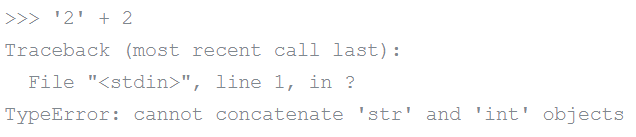 >>> '2' + 2
Traceback (most recent call last):
  File "<stdin>", line 1, in ?
TypeError: cannot concatenate 'str' and 'int' objects